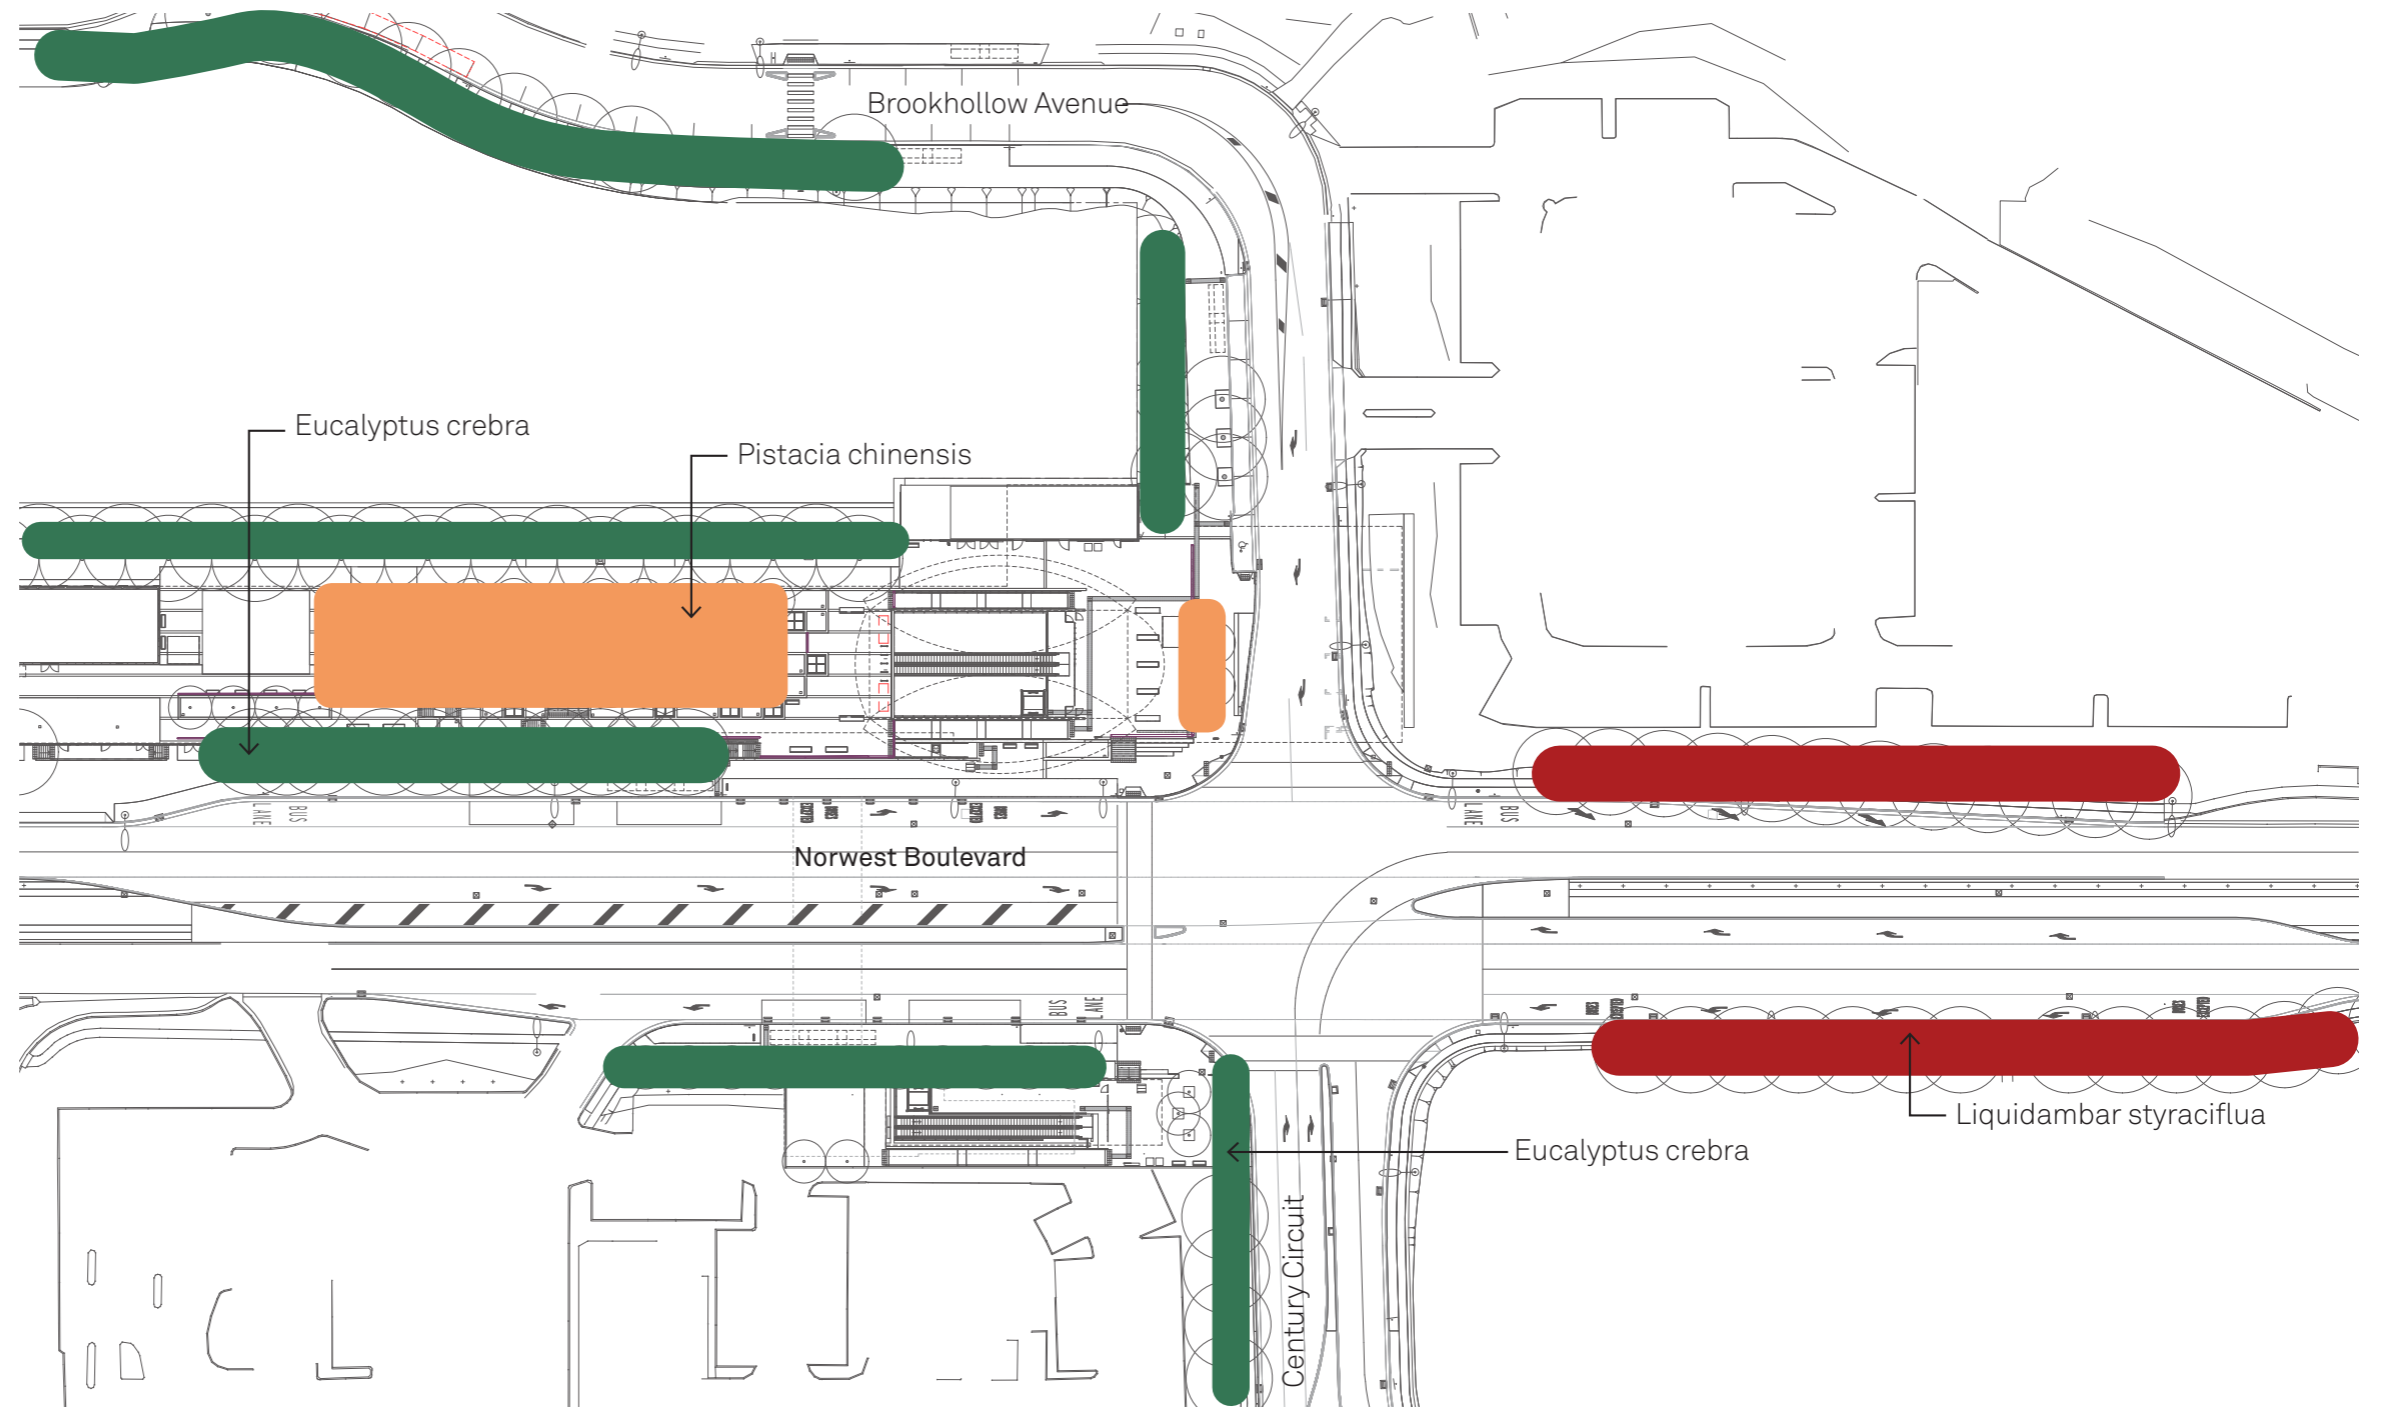 Brookhollow Avenue
Eucalyptus crebra
Pistacia chinensis
BUS
LANE
BUS
LANE
Norwest Boulevard
BUS
LANE
Liquidambar styraciflua
Eucalyptus crebra
Century Circuit